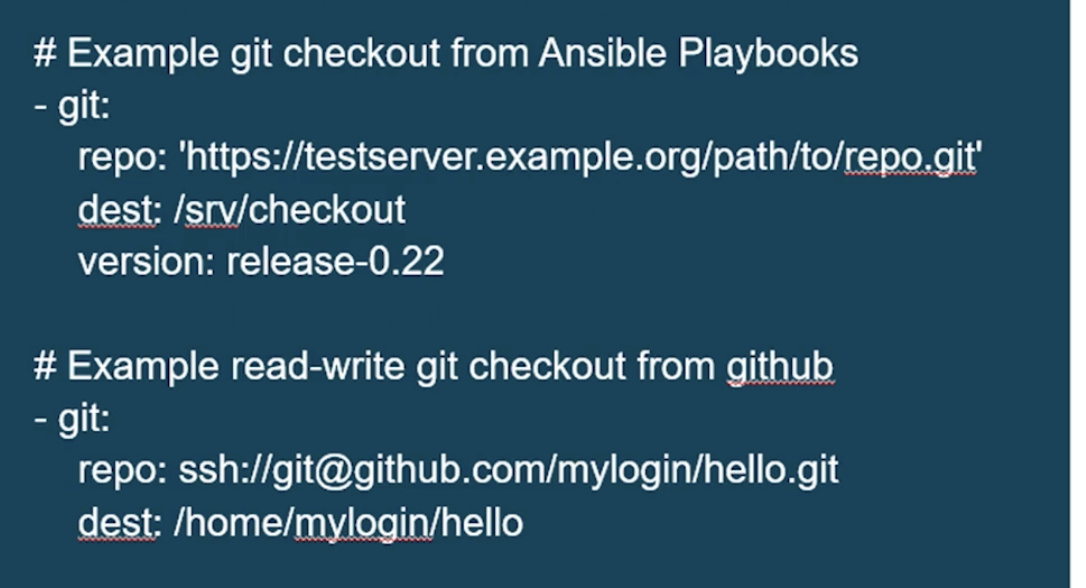 # Example git checkout from Ansible Playbooks
- git:
repo: 'https://testserver.example.org/path/to/repo.git'
dest: /srv/checkout
version: release-0.22
# Example read-write git checkout from github
- git:
repo: ssh://git@github.com/mylogin/hello.git
dest: /home/mylogin/hello